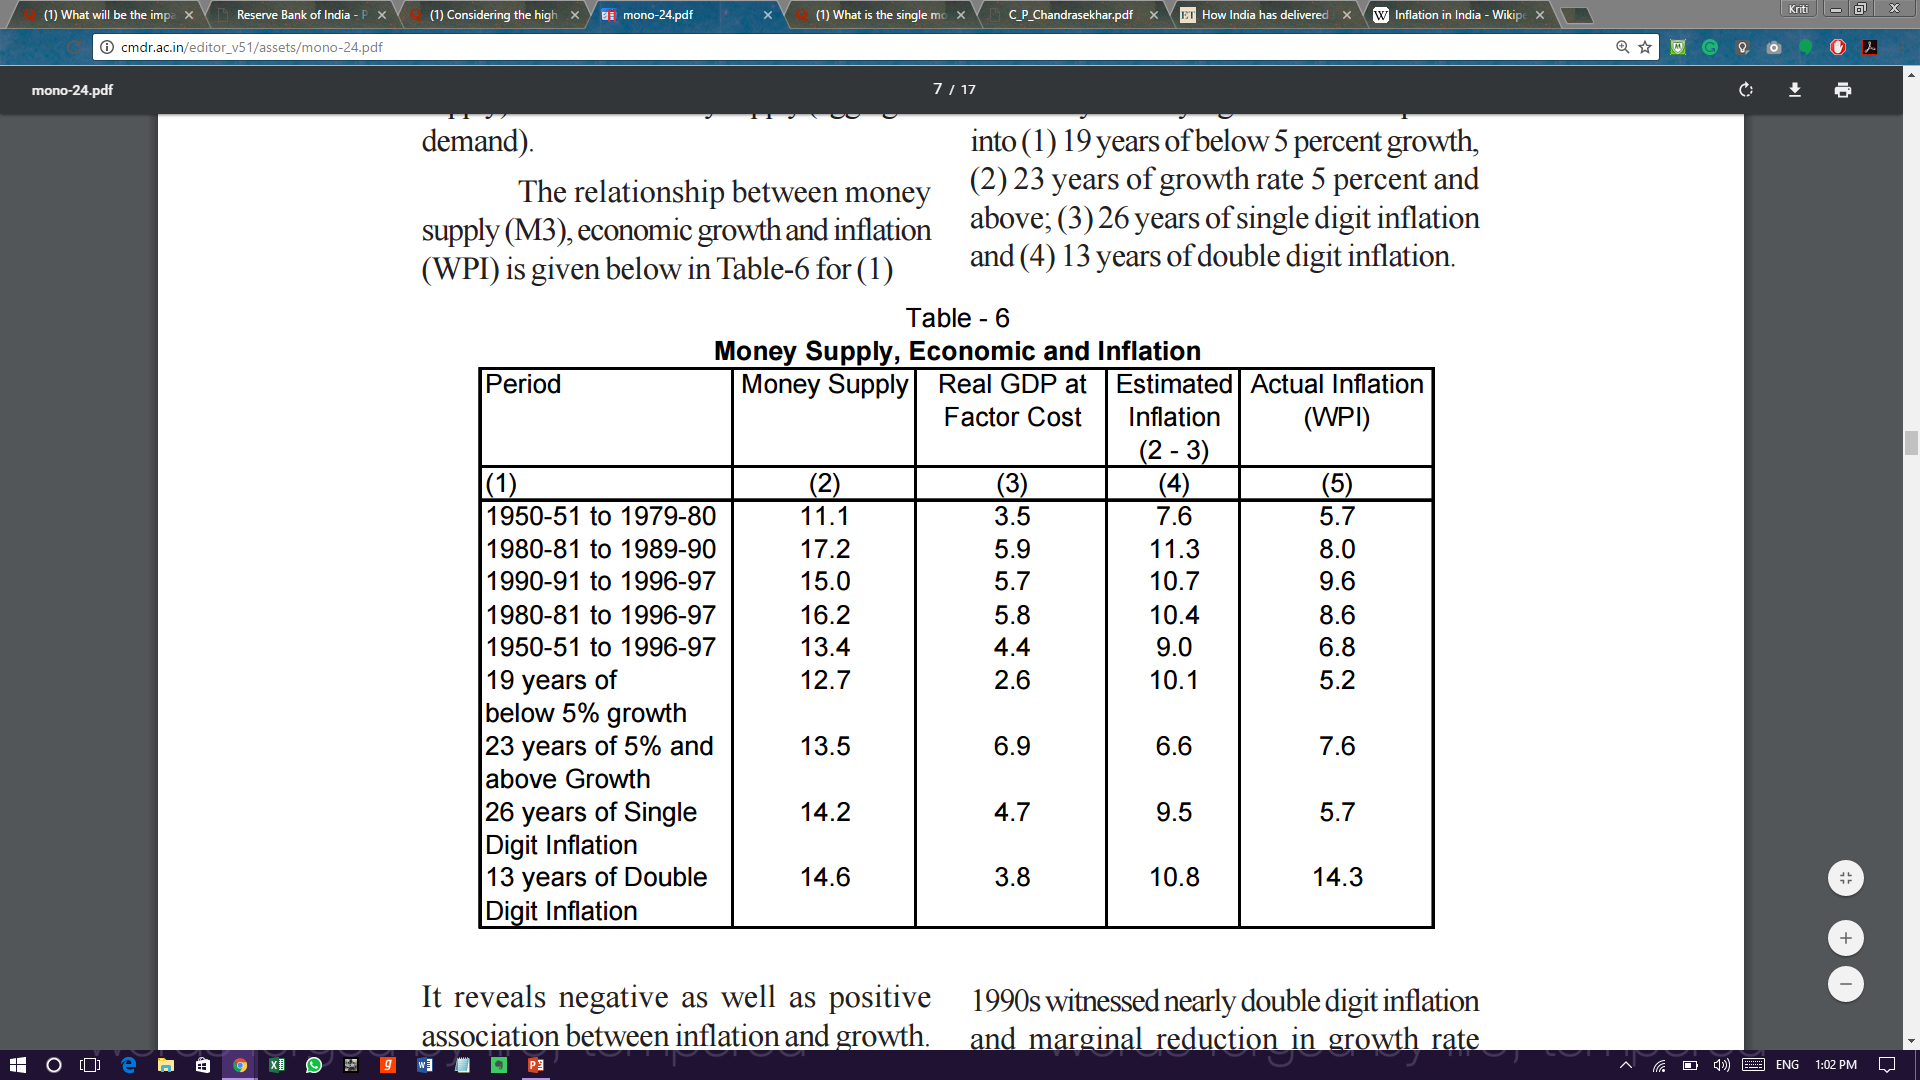 (1) What will be the impa
Reserve Bank of India - P
(1) Considering the high
mono-24.pdf
(1) What is the single mo
C_P_Chandrasekhar.pdf
How India has delivered
Inflation in India - Wikip
Kriti
cmdr.ac.in/editor_v51/assets/mono-24.pdf
mono-24.pdf
7 / 17
demand).
The relationship between money
supply (M3), economic growth and inflation
(WPI) is given below in Table-6 for (1)
into (1) 19 years of below 5 percent growth,
(2) 23 years of growth rate 5 percent and
above; (3) 26 years of single digit inflation
and (4) 13 years of double digit inflation.
Table - 6
Money Supply, Economic and Inflation
Period Money Supply Real GDP at Estimated Actual Inflation
Factor Cost Inflation (WPI)
(2 - 3)
(1) (2) (3) (4) (5)
1950-51 to 1979-80 11.1 3.5 7.6 5.7
1980-81 to 1989-90 17.2 5.9 11.3 8.0
1990-91 to 1996-97 15.0 5.7 10.7 9.6
1980-81 to 1996-97 16.2 5.8 10.4 8.6
1950-51 to 1996-97 13.4 4.4 9.0 6.8
19 years of 12.7 2.6 10.1 5.2
below 5% growth
23 years of 5% and 13.5 6.9 6.6 7.6
above Growth
26 years of Single 14.2 4.7 9.5 5.7
Digit Inflation
13 years of Double 14.6 3.8 10.8 14.3
Digit Inflation
It reveals negative as well as positive
association between inflation and growth.
1990s witnessed nearly double digit inflation
and marginal reduction in growth rate
ENG 1:02 PM